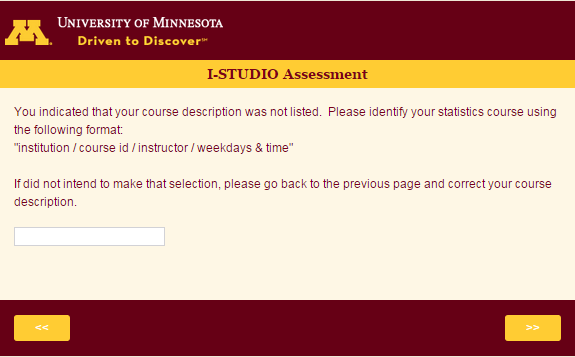 UNIVERSITY OF MINNESOTA
Driven to Discover℠
I-STUDIO Assessment
You indicated that your course description was not listed.  Please identify your statistics course using
the following format:
"institution / course id / instructor / weekdays & time"
If did not intend to make that selection, please go back to the previous page and correct your course
description.
<<
>>